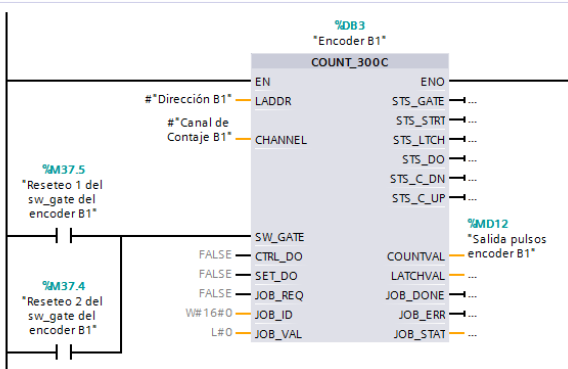 %DB3
"Encoder B1"
COUNT_300C
EN ENO
#"Dirección B1" LADDR STS_GATE ...
STS_STRT ...
#"Canal de
Contaje B1" CHANNEL STS_LTCH ...
STS_DO ...
STS_C_DN ...
STS_C_UP ...
%M37.5
"Reseteo 1 del
sw_gate del
encoder B1"
SW_GATE
%MD12
"Salida pulsos
encoder B1"
FALSE CTRL_DO COUNTVAL
FALSE SET_DO LATCHVAL ...
FALSE JOB_REQ JOB_DONE ...
W#16#0 JOB_ID JOB_ERR ...
L#0 JOB_VAL JOB_STAT ...
%M37.4
"Reseteo 2 del
sw_gate del
encoder B1"